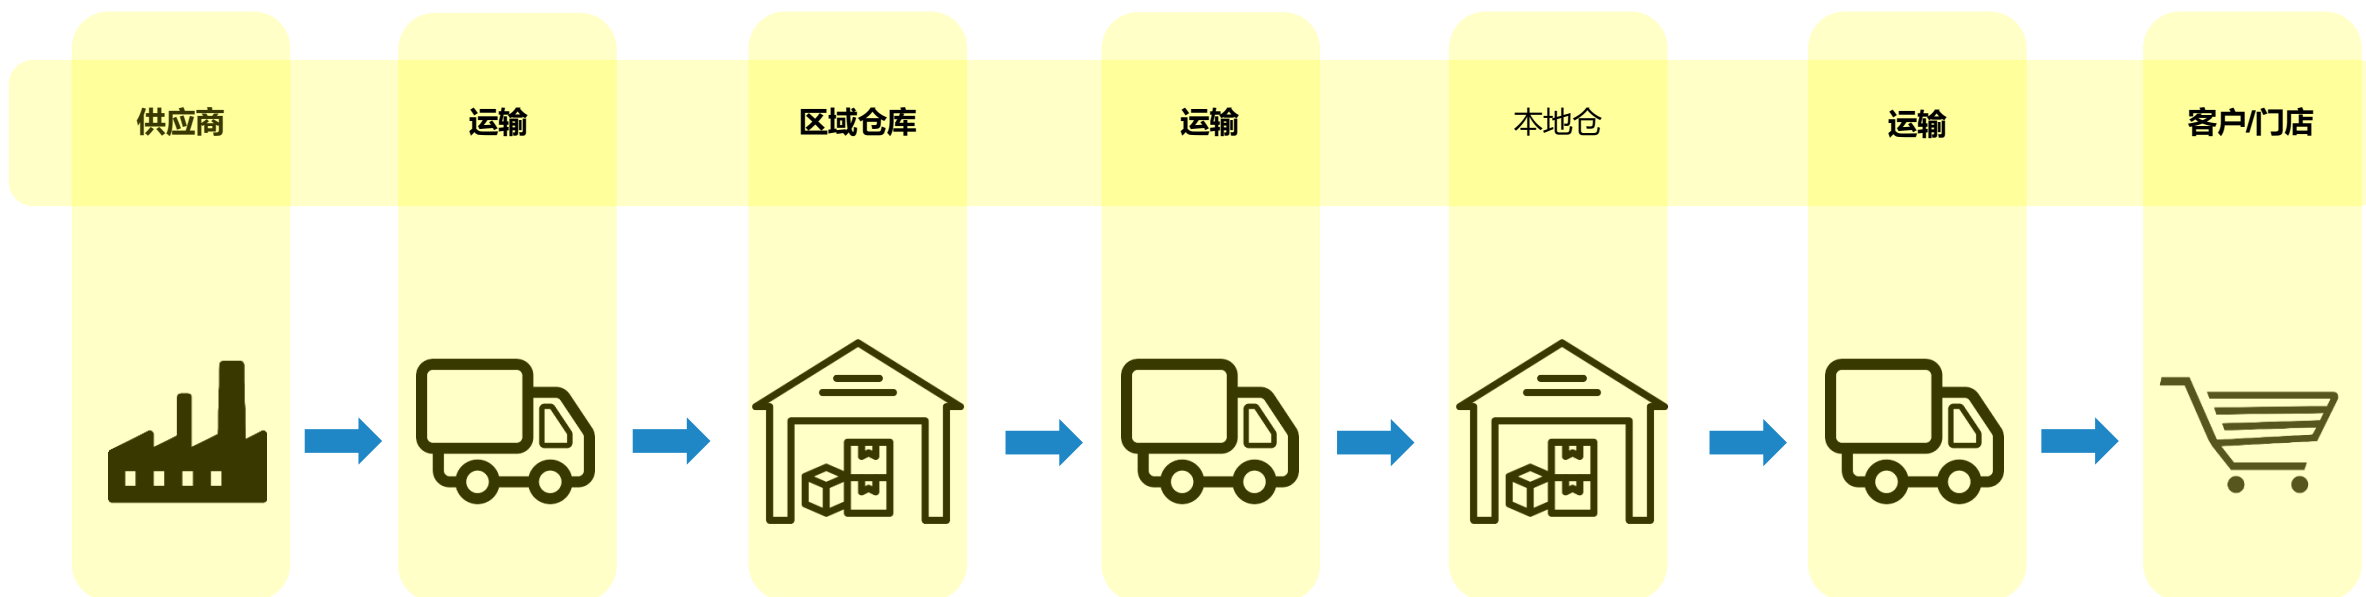 供应商
运输
区域仓库
运输
本地仓
运输
客户/门店